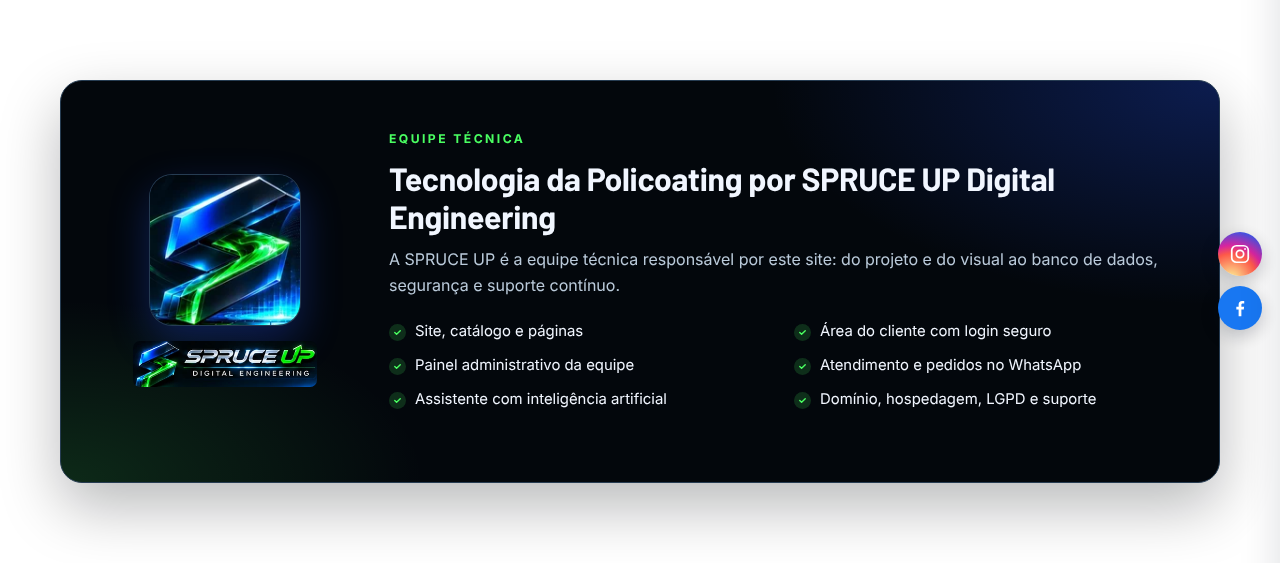 EQUIPE TÉCNICA
Tecnologia da Policoating por SPRUCE UP Digital
Engineering
A SPRUCE UP é a equipe técnica responsável por este site: do projeto e do visual ao banco de dados,
segurança e suporte contínuo.
SPRUCE UP
DIGITAL ENGINEERING
Site, catálogo e páginas
Área do cliente com login seguro
Painel administrativo da equipe
Atendimento e pedidos no WhatsApp
Assistente com inteligência artificial
Domínio, hospedagem, LGPD e suporte